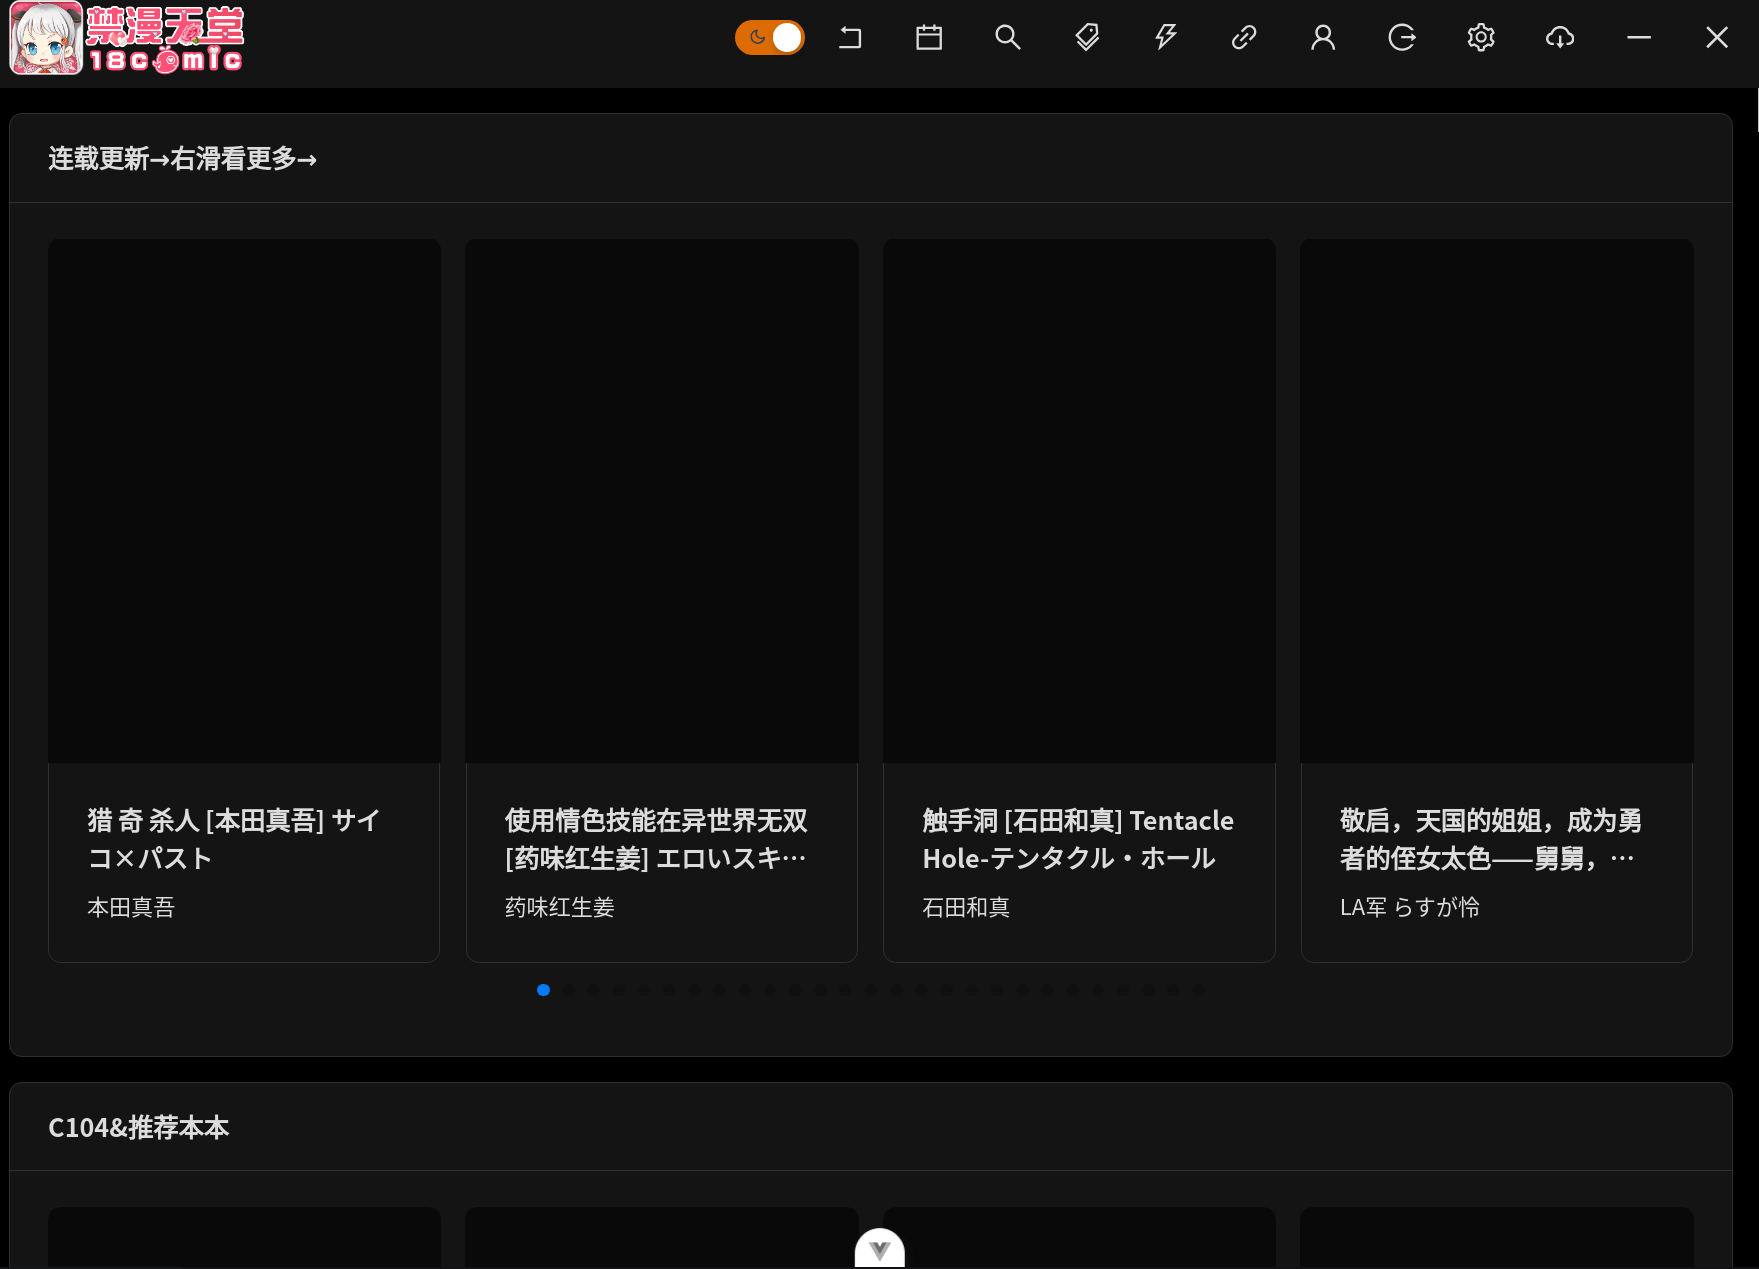 禁漫天堂
18comic
连载更新→右滑看更多→
猎 奇 杀人 [本田真吾] サイ
コ×パスト
本田真吾
使用情色技能在异世界无双
[药味红生姜] エロいスキ…
药味红生姜
触手洞 [石田和真] Tentacle
Hole-テンタクル・ホール
石田和真
敬启，天国的姐姐，成为勇
者的侄女太色——舅舅，…
LA军 らすが怜
C104&推荐本本